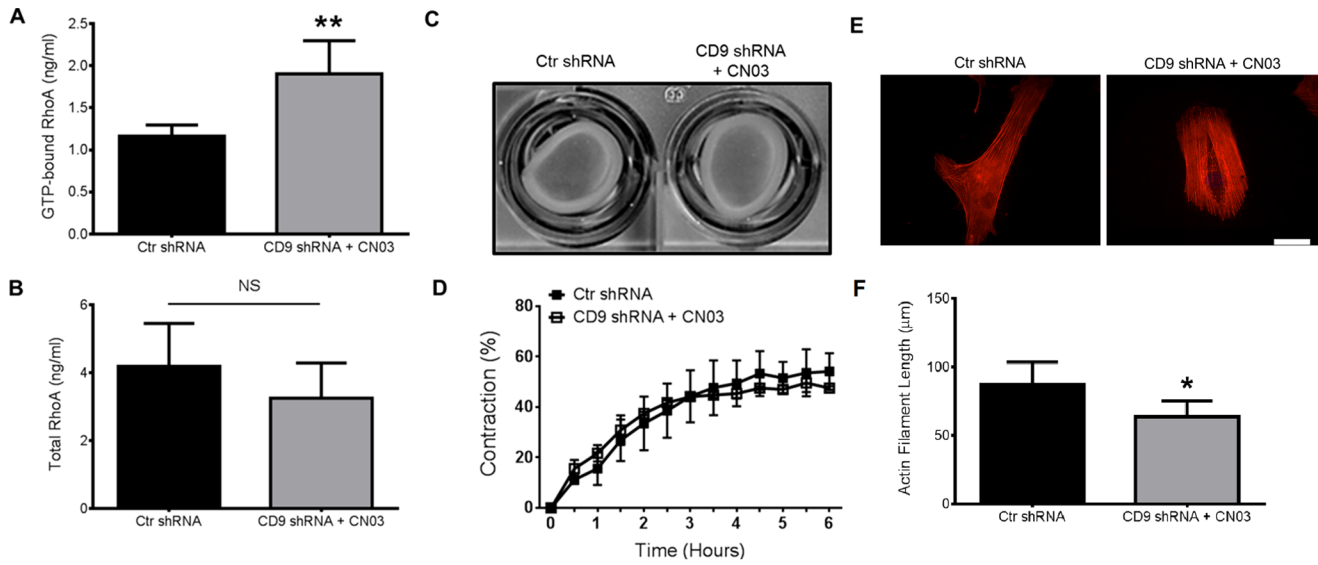 A
GTP-bound RhoA (ng/ml)
2.5
2.0
1.5
1.0
0.5
0.0
**
Ctr shRNA
CD9 shRNA + CN03
B
Total RhoA (ng/ml)
6
4
2
0
NS
Ctr shRNA
CD9 shRNA + CN03
C
Ctr shRNA
CD9 shRNA
+ CN03
D
Ctr shRNA
CD9 shRNA + CN03
Contraction (%)
80
60
40
20
0
0
1
2
3
4
5
6
Time (Hours)
E
Ctr shRNA
CD9 shRNA + CN03
F
Actin Filament Length (μm)
150
100
50
0
*
Ctr shRNA
CD9 shRNA + CN03